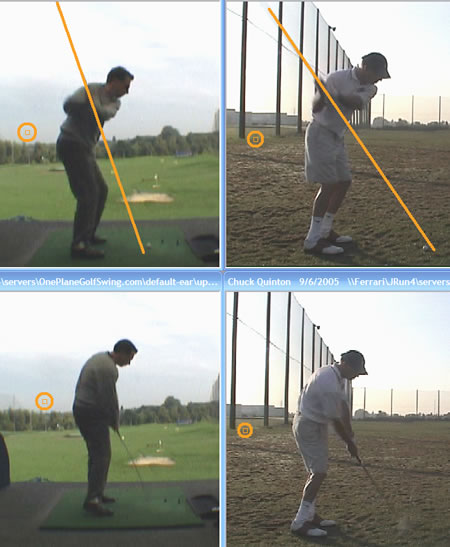 \servers\OnePlaneGolfSwing.com\default-ear\up...
Chuck Quinton 9/6/2005 \\Ferrari\JRun4\servers